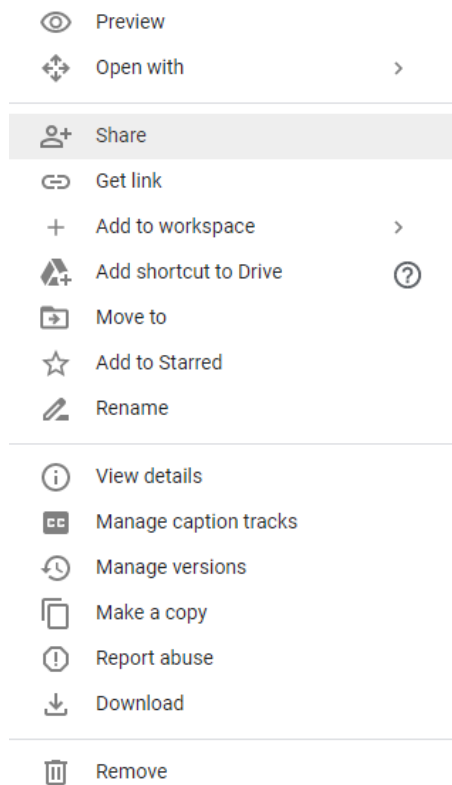 Preview
Open with
Share
Get link
Add to workspace
Add shortcut to Drive
Move to
Add to Starred
Rename
View details
CC Manage caption tracks
Manage versions
Make a copy
Report abuse
Download
Remove